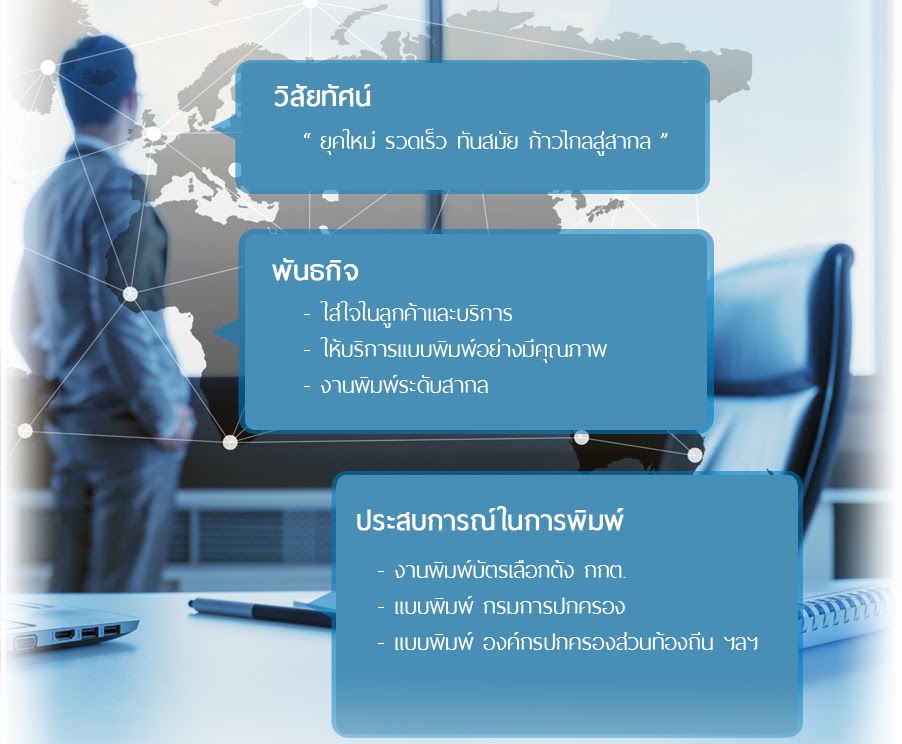 วิสัยทัศน์
“ ยุคใหม่ รวดเร็ว ทันสมัย ก้าวไกลสู่สากล ”
พันธกิจ
- ใส่ใจในลูกค้าและบริการ
- ให้บริการแบบพิมพ์อย่างมีคุณภาพ
- งานพิมพ์ระดับสากล
ประสบการณ์ในการพิมพ์
- งานพิมพ์บัตรเลือกตั้ง กกต.
- แบบพิมพ์ กรมการปกครอง
- แบบพิมพ์ องค์กรปกครองส่วนท้องถิ่น ฯลฯ